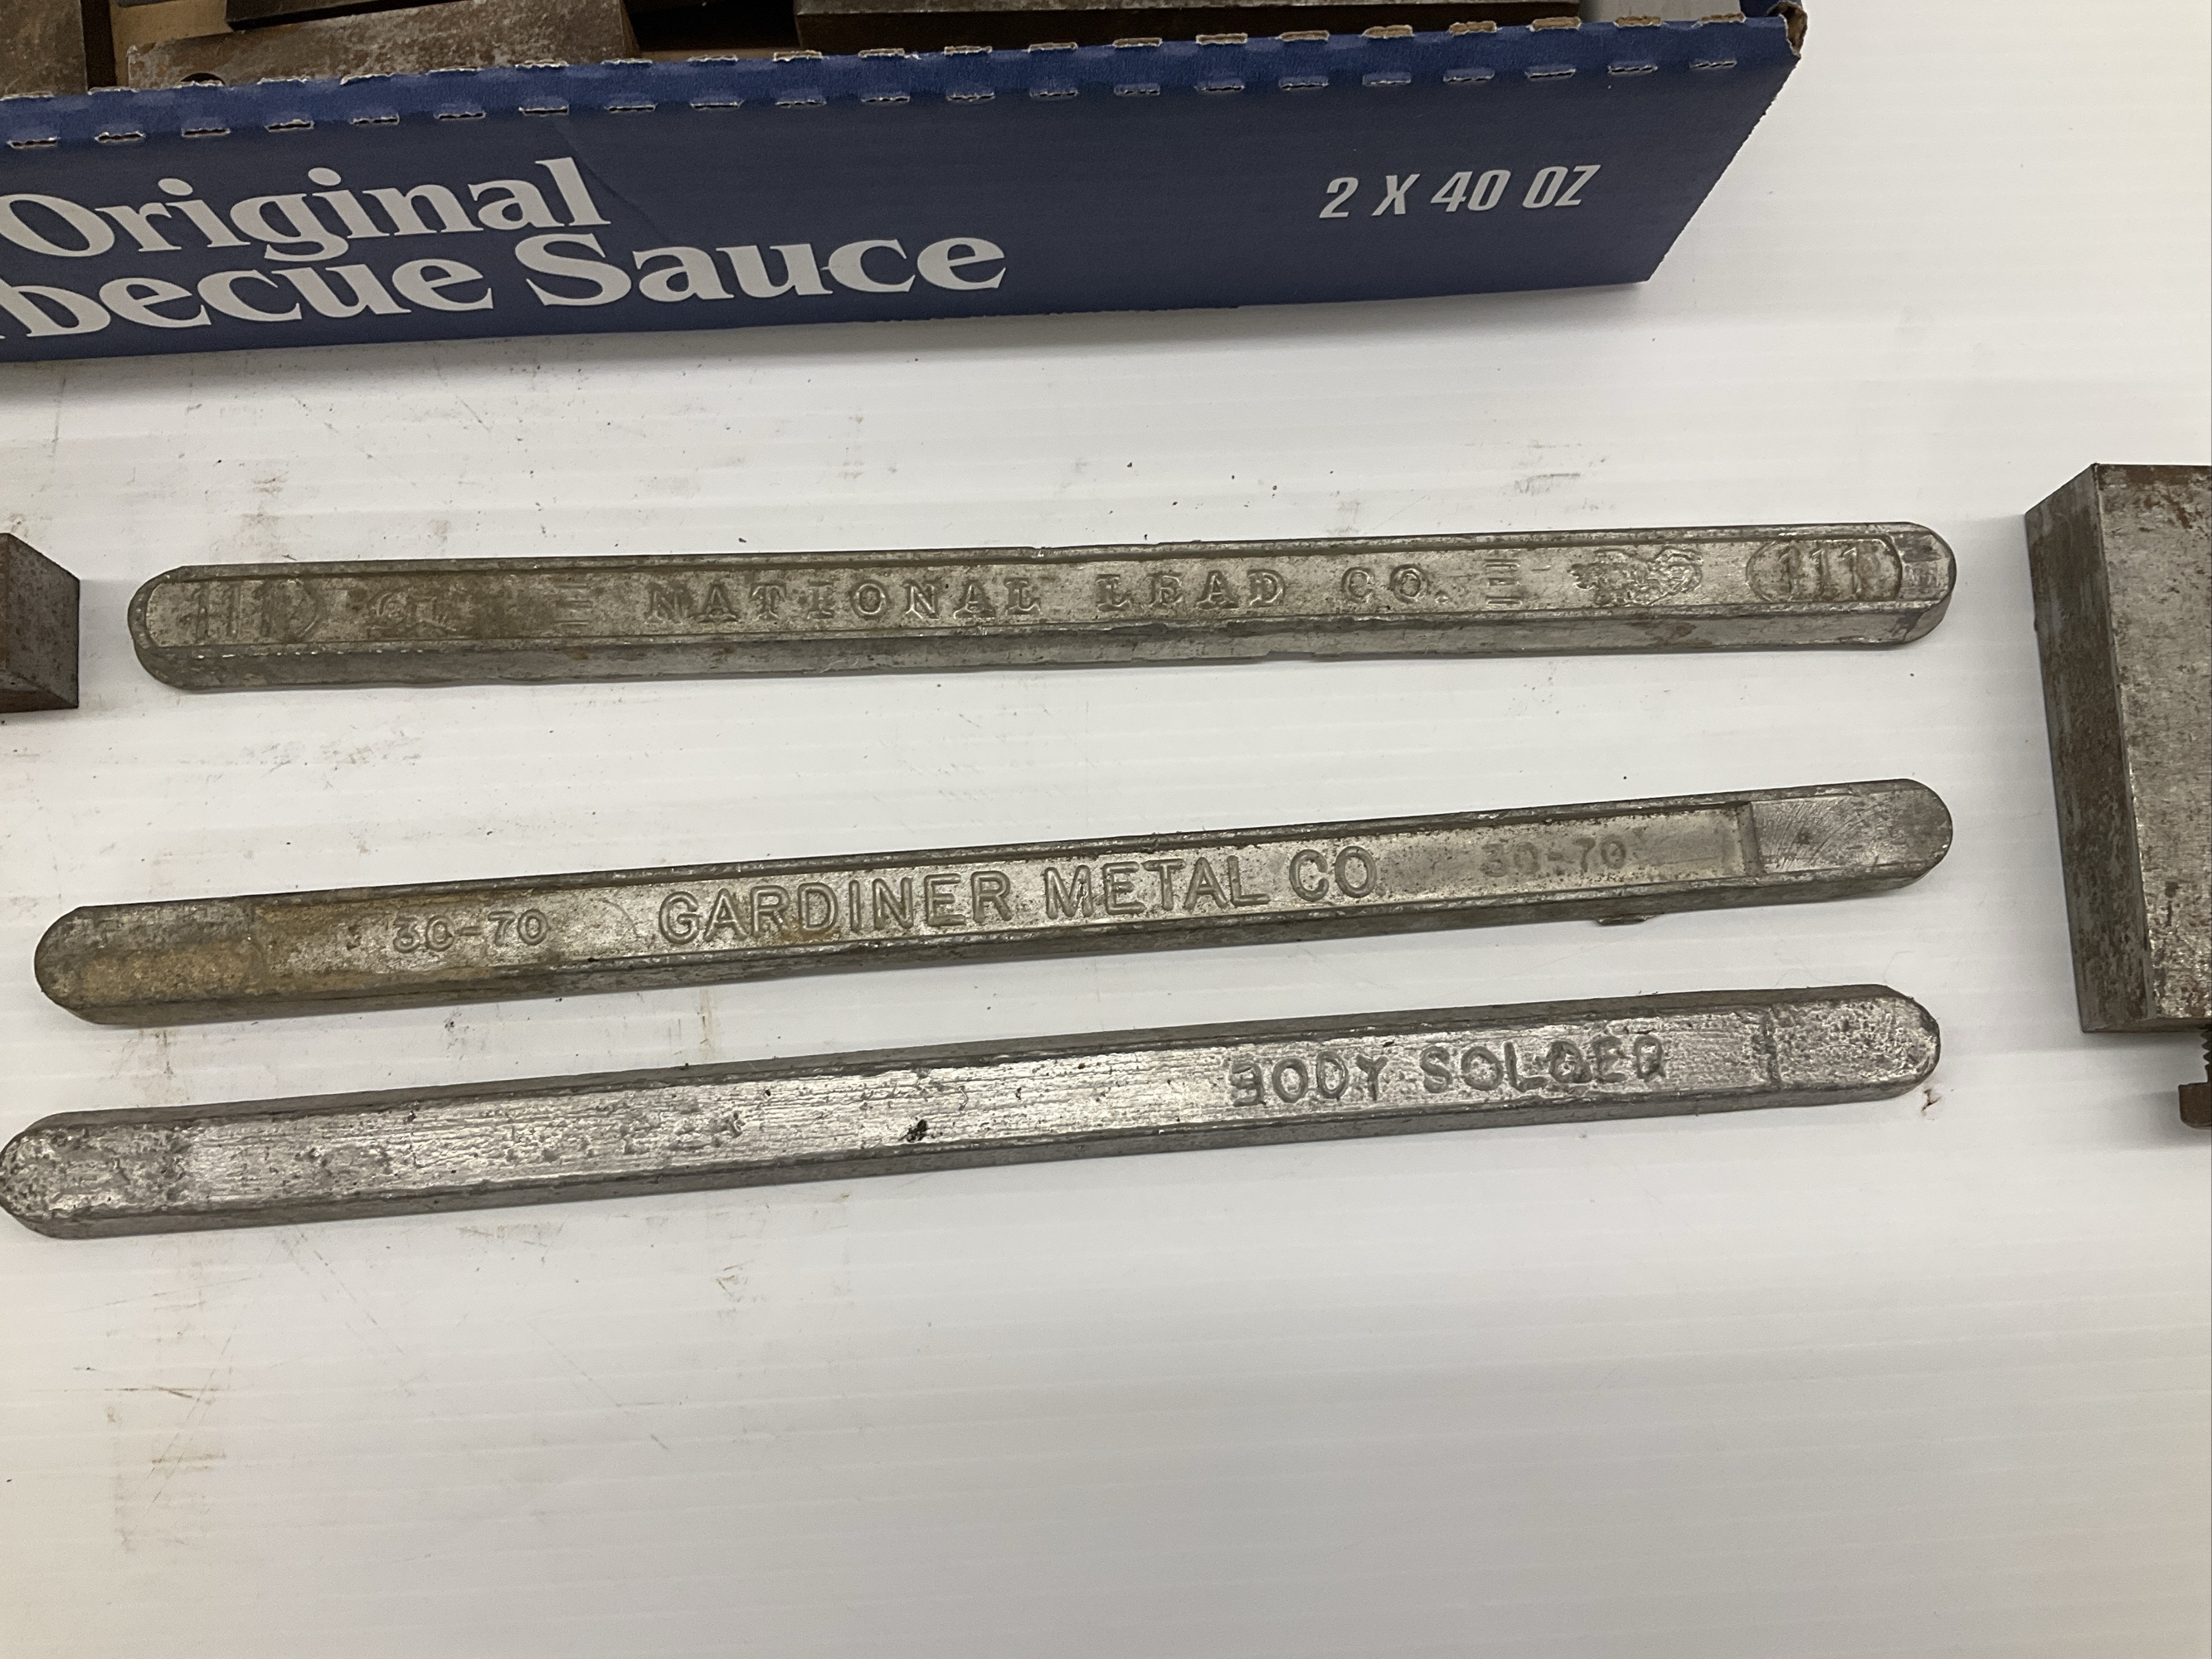 Original
becue Sauce
2 X 40 OZ
111 NATIONAL LEAD CO. 111
30-70 GARDINER METAL CO 30-70
BODY SOLDER